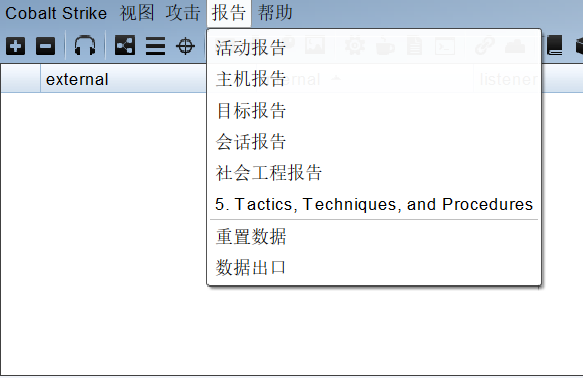 Cobalt Strike 视图 攻击 报告 帮助
活动报告
主机报告
目标报告
会话报告
社会工程报告
5. Tactics, Techniques, and Procedures
重置数据
数据出口
external listener